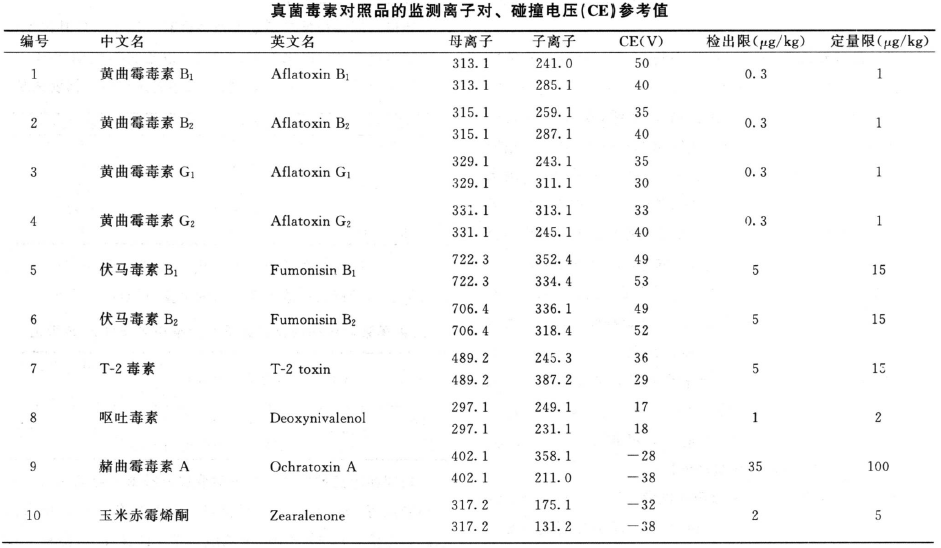 真菌毒素对照品的监测离子对、碰撞电压(CE)参考值
编号 中文名 英文名 母离子 子离子 CE(V) 检出限(μg/kg) 定量限(μg/kg)
1 黄曲霉毒素 B1 Aflatoxin B1 313.1 241.0 50 0.3 1
313.1 285.1 40
2 黄曲霉毒素 B2 Aflatoxin B2 315.1 259.1 35 0.3 1
315.1 287.1 40
3 黄曲霉毒素 G1 Aflatoxin G1 329.1 243.1 35 0.3 1
329.1 311.1 30
4 黄曲霉毒素 G2 Aflatoxin G2 331.1 313.1 33 0.3 1
331.1 245.1 40
5 伏马毒素 B1 Fumonisin B1 722.3 352.4 49 5 15
722.3 334.4 53
6 伏马毒素 B2 Fumonisin B2 706.4 336.1 49 5 15
706.4 318.4 52
7 T-2 毒素 T-2 toxin 489.2 245.3 36 5 15
489.2 387.2 29
8 呕吐毒素 Deoxynivalenol 297.1 249.1 17 1 2
297.1 231.1 18
9 赭曲霉毒素 A Ochratoxin A 402.1 358.1 −28 35 100
402.1 211.0 −38
10 玉米赤霉烯酮 Zearalenone 317.2 175.1 −32 2 5
317.2 131.2 −38